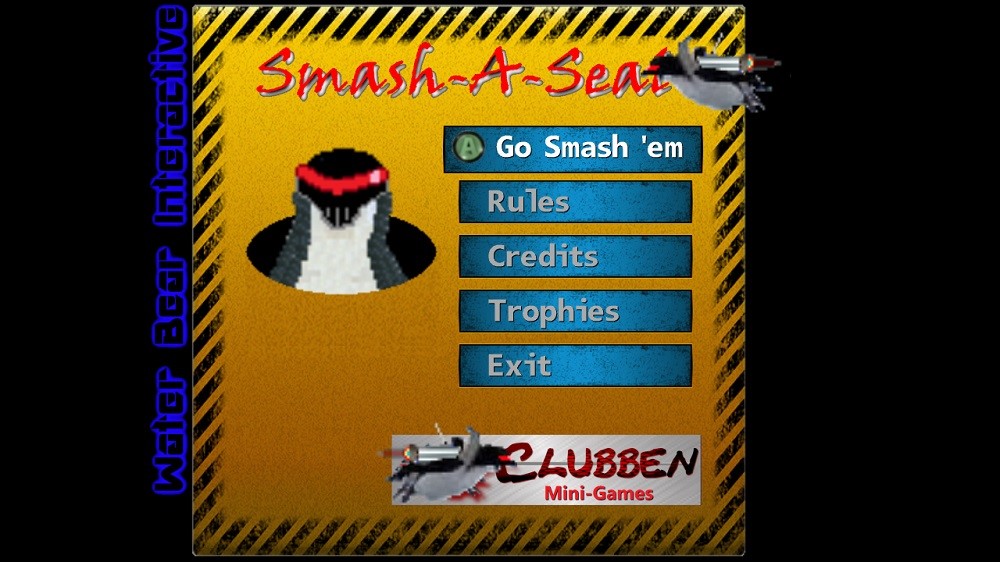 Water Bear Interactive
Smash-A-Seal
A Go Smash 'em
Rules
Credits
Trophies
Exit
CLUBBEN
Mini-Games